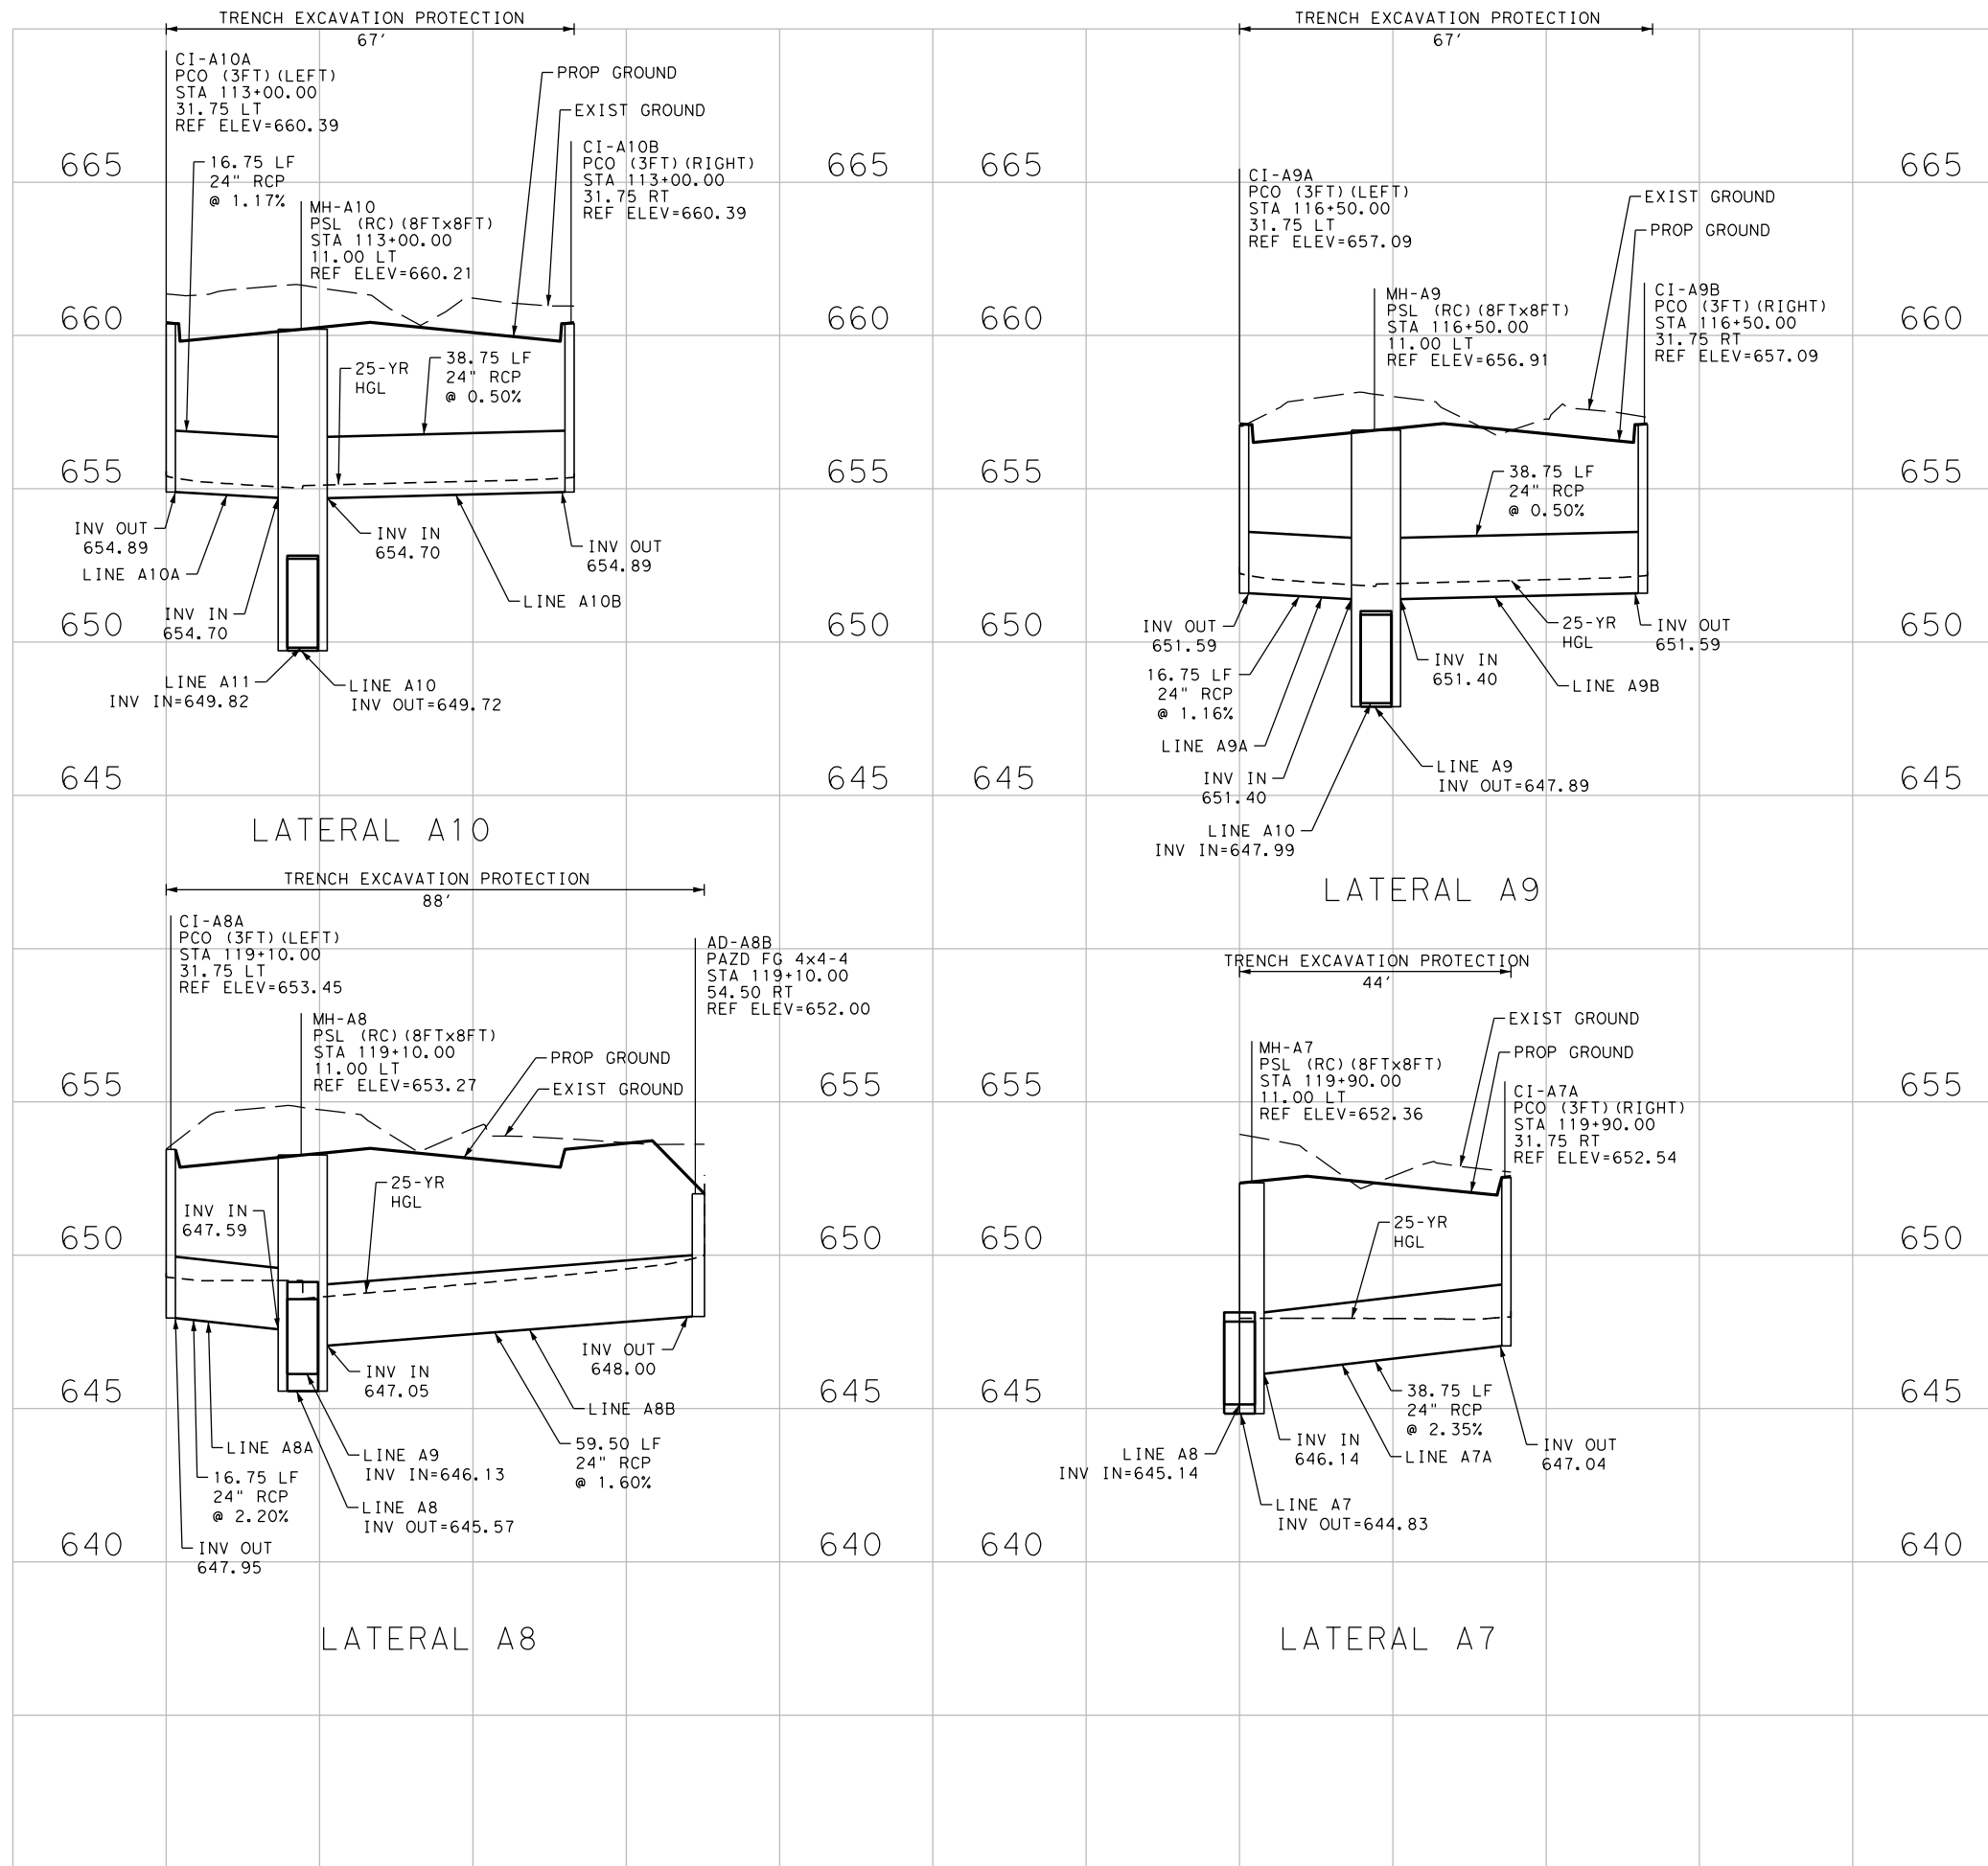 TRENCH EXCAVATION PROTECTION
67'
CI-A10A
PCO (3FT)(LEFT)
STA 113+00.00
31.75 LT
REF ELEV=660.39
PROP GROUND
EXIST GROUND
CI-A10B
PCO (3FT)(RIGHT)
STA 113+00.00
31.75 RT
REF ELEV=660.39
16.75 LF
24" RCP
@ 1.17%
MH-A10
PSL (RC)(8FTx8FT)
STA 113+00.00
11.00 LT
REF ELEV=660.21
665
665
660
660
655
655
650
650
645
645
25-YR
HGL
38.75 LF
24" RCP
@ 0.50%
INV OUT
654.89
LINE A10A
INV IN
654.70
INV IN
654.70
INV OUT
654.89
LINE A10B
LINE A11
INV IN=649.82
LINE A10
INV OUT=649.72
LATERAL A10
TRENCH EXCAVATION PROTECTION
67'
665
665
660
660
655
655
650
650
645
645
CI-A9A
PCO (3FT)(LEFT)
STA 116+50.00
31.75 LT
REF ELEV=657.09
EXIST GROUND
PROP GROUND
MH-A9
PSL (RC)(8FTx8FT)
STA 116+50.00
11.00 LT
REF ELEV=656.91
CI-A9B
PCO (3FT)(RIGHT)
STA 116+50.00
31.75 RT
REF ELEV=657.09
38.75 LF
24" RCP
@ 0.50%
INV OUT
651.59
16.75 LF
24" RCP
@ 1.16%
LINE A9A
INV IN
651.40
LINE A10
INV IN=647.99
25-YR
HGL
INV OUT
651.59
INV IN
651.40
LINE A9B
LINE A9
INV OUT=647.89
LATERAL A9
TRENCH EXCAVATION PROTECTION
88'
CI-A8A
PCO (3FT)(LEFT)
STA 119+10.00
31.75 LT
REF ELEV=653.45
AD-A8B
PAZD FG 4x4-4
STA 119+10.00
54.50 RT
REF ELEV=652.00
MH-A8
PSL (RC)(8FTx8FT)
STA 119+10.00
11.00 LT
REF ELEV=653.27
PROP GROUND
EXIST GROUND
655
655
650
650
645
645
640
640
25-YR
HGL
INV IN
647.59
INV IN
647.05
INV OUT
648.00
LINE A8B
59.50 LF
24" RCP
@ 1.60%
LINE A8A
16.75 LF
24" RCP
@ 2.20%
INV OUT
647.95
LINE A9
INV IN=646.13
LINE A8
INV OUT=645.57
LATERAL A8
TRENCH EXCAVATION PROTECTION
44'
EXIST GROUND
PROP GROUND
MH-A7
PSL (RC)(8FTx8FT)
STA 119+90.00
11.00 LT
REF ELEV=652.36
CI-A7A
PCO (3FT)(RIGHT)
STA 119+90.00
31.75 RT
REF ELEV=652.54
655
655
650
650
645
645
640
640
25-YR
HGL
38.75 LF
24" RCP
@ 2.35%
LINE A7A
INV IN
646.14
INV OUT
647.04
LINE A8
INV IN=645.14
LINE A7
INV OUT=644.83
LATERAL A7